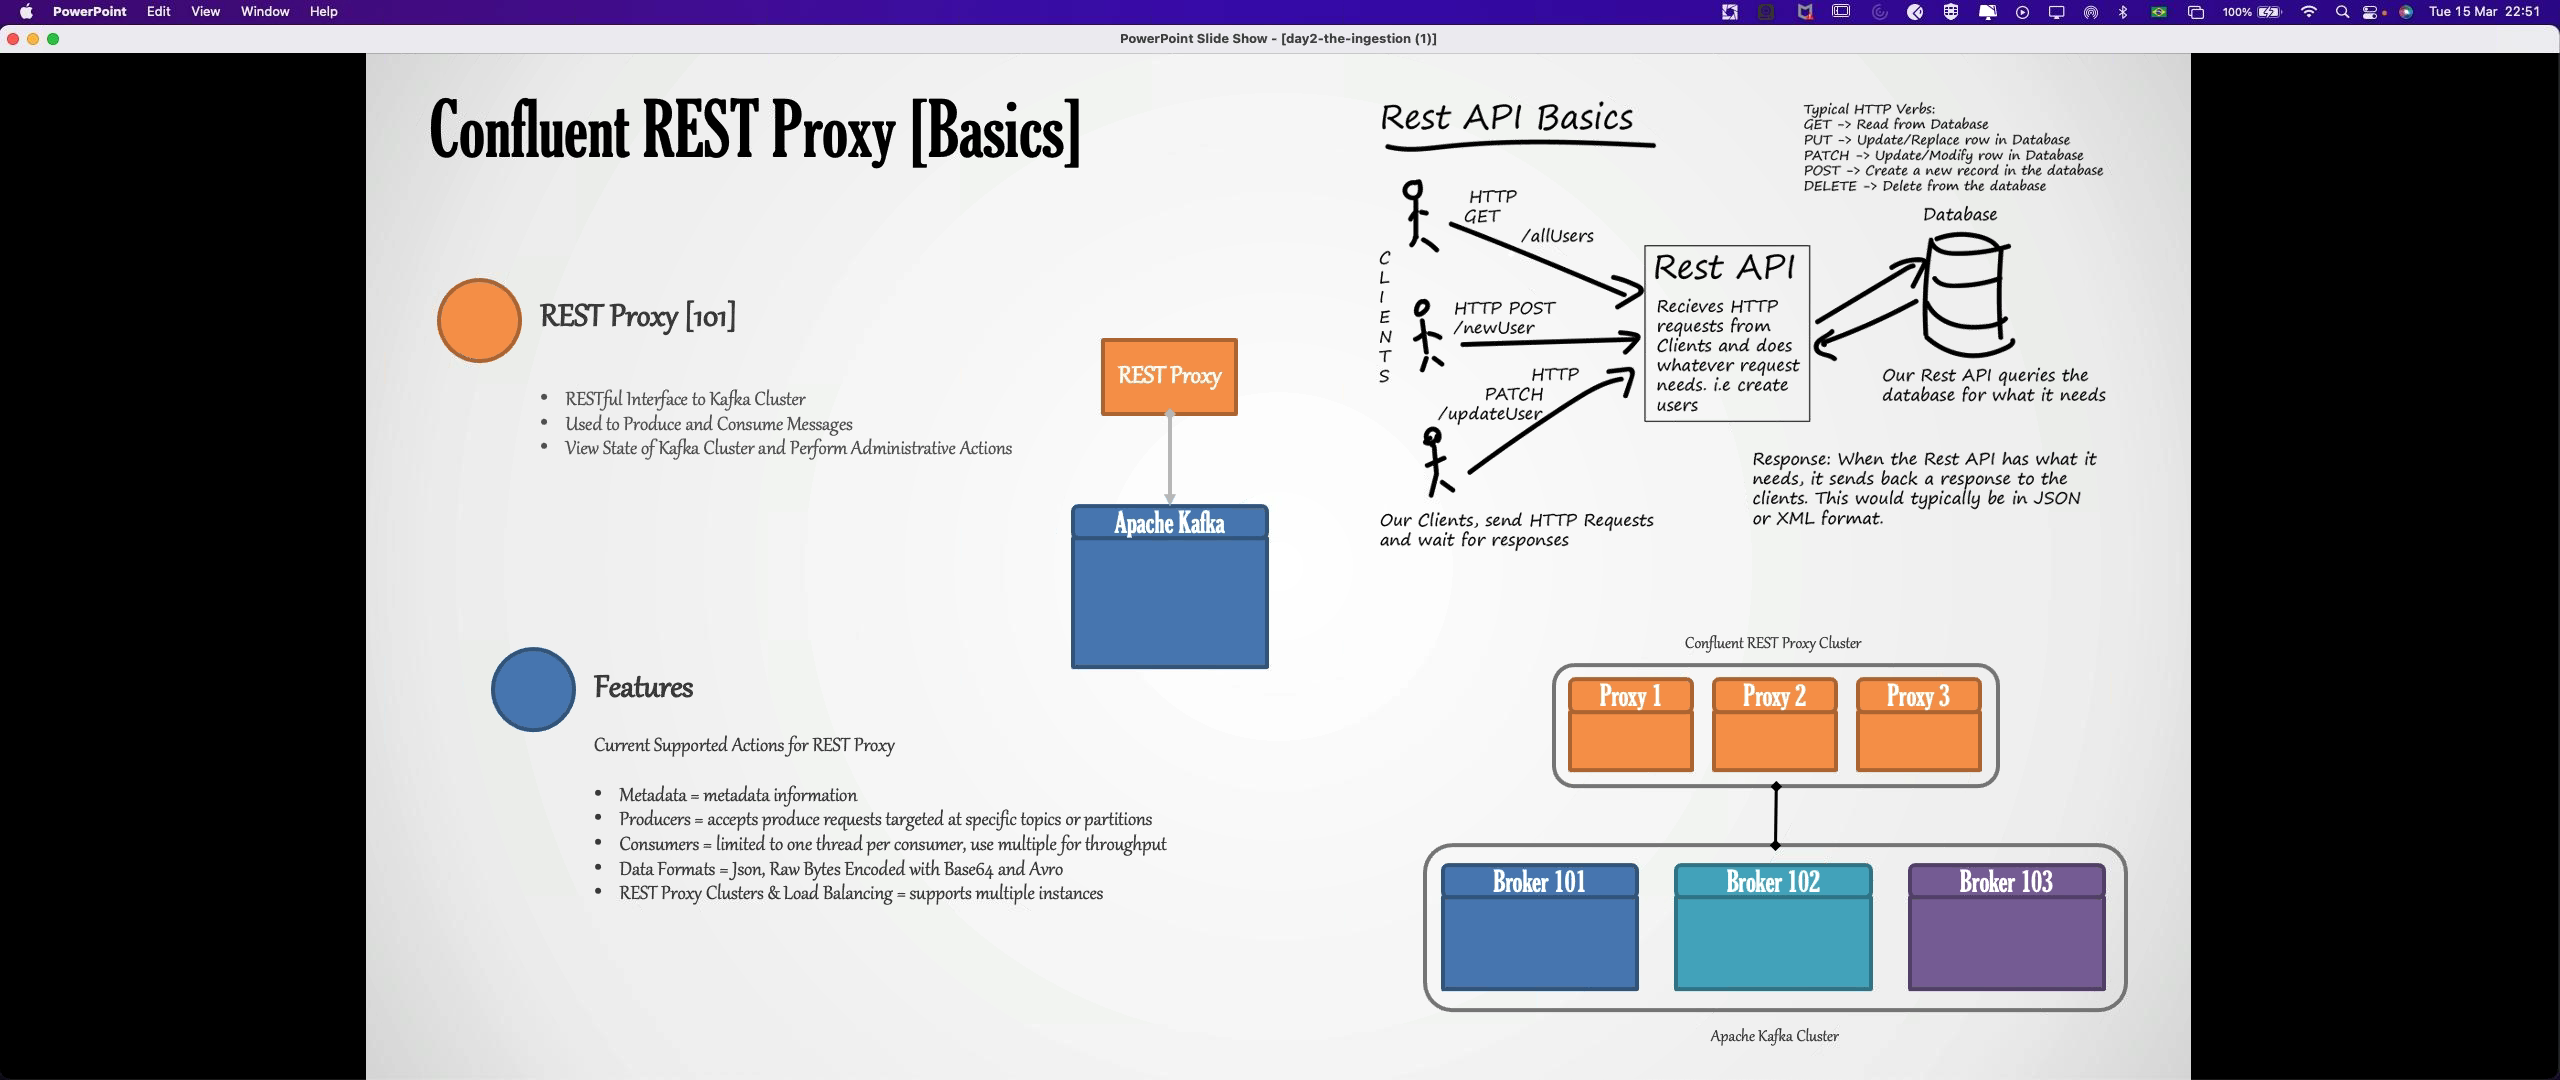 PowerPoint Edit View Window Help
100%
Tue 15 Mar 22:51
PowerPoint Slide Show - [day2-the-ingestion (1)]
Confluent REST Proxy [Basics]
REST Proxy [101]
• RESTful Interface to Kafka Cluster
• Used to Produce and Consume Messages
• View State of Kafka Cluster and Perform Administrative Actions
REST Proxy
Apache Kafka
Features
Current Supported Actions for REST Proxy
• Metadata = metadata information
• Producers = accepts produce requests targeted at specific topics or partitions
• Consumers = limited to one thread per consumer, use multiple for throughput
• Data Formats = Json, Raw Bytes Encoded with Base64 and Avro
• REST Proxy Clusters & Load Balancing = supports multiple instances
Rest API Basics
Typical HTTP Verbs:
GET -> Read from Database
PUT -> Update/Replace row in Database
PATCH -> Update/Modify row in Database
POST -> Create a new record in the database
DELETE -> Delete from the database
CLIENTS
HTTP
GET
/allUsers
HTTP POST
/newUser
HTTP
PATCH
/updateUser
Our Clients, send HTTP Requests
and wait for responses
Rest API
Recieves HTTP
requests from
Clients and does
whatever request
needs. i.e create
users
Database
Our Rest API queries the
database for what it needs
Response: When the Rest API has what it
needs, it sends back a response to the
clients. This would typically be in JSON
or XML format.
Confluent REST Proxy Cluster
Proxy 1
Proxy 2
Proxy 3
Broker 101
Broker 102
Broker 103
Apache Kafka Cluster